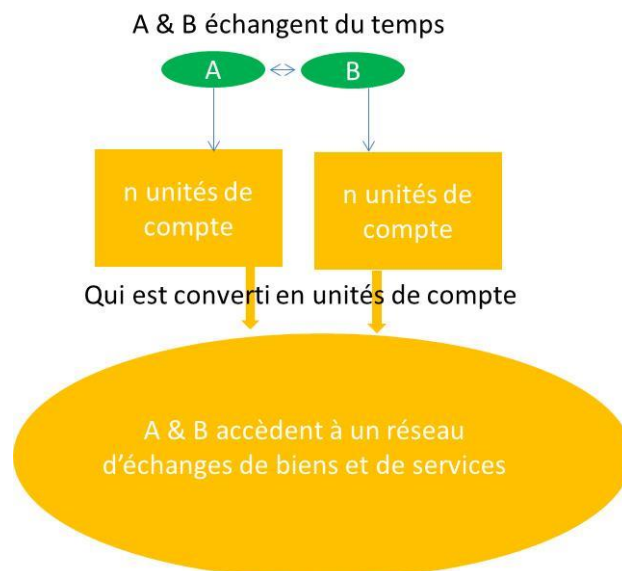 A & B échangent du temps
A B
n unités de
compte
n unités de
compte
Qui est converti en unités de compte
A & B accèdent à un réseau
d’échanges de biens et de services